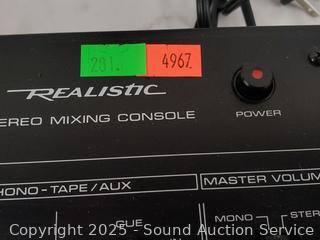 201.
4967
REALISTIC
EREO MIXING CONSOLE
POWER
HONO - TAPE / AUX
MASTER VOLUM
MONO
STER
CUE
Copyright 2025 - Sound Auction Service